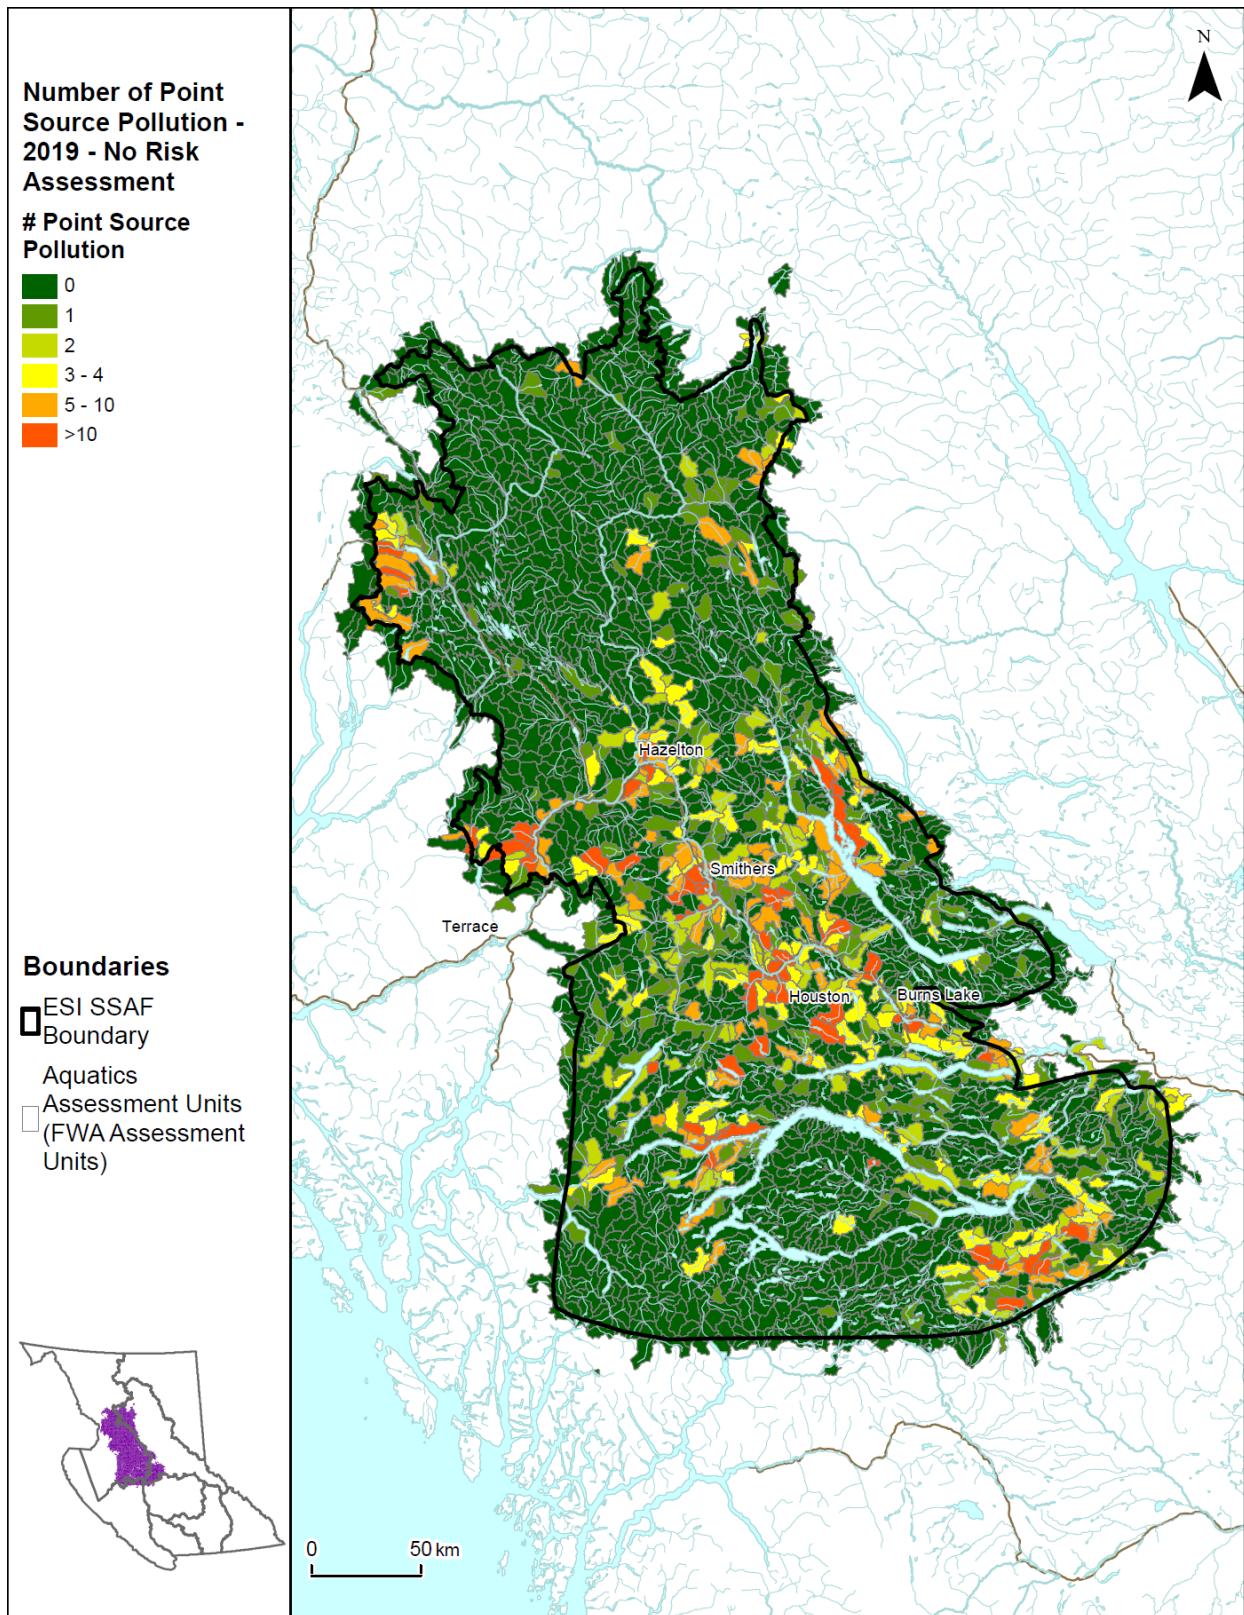 Number of Point
Source Pollution -
2019 - No Risk
Assessment
# Point Source
Pollution
0
1
2
3 - 4
5 - 10
>10
Boundaries
ESI SSAF
Boundary
Aquatics
Assessment Units
(FWA Assessment
Units)
N
Hazelton
Smithers
Terrace
Houston
Burns Lake
0 50 km